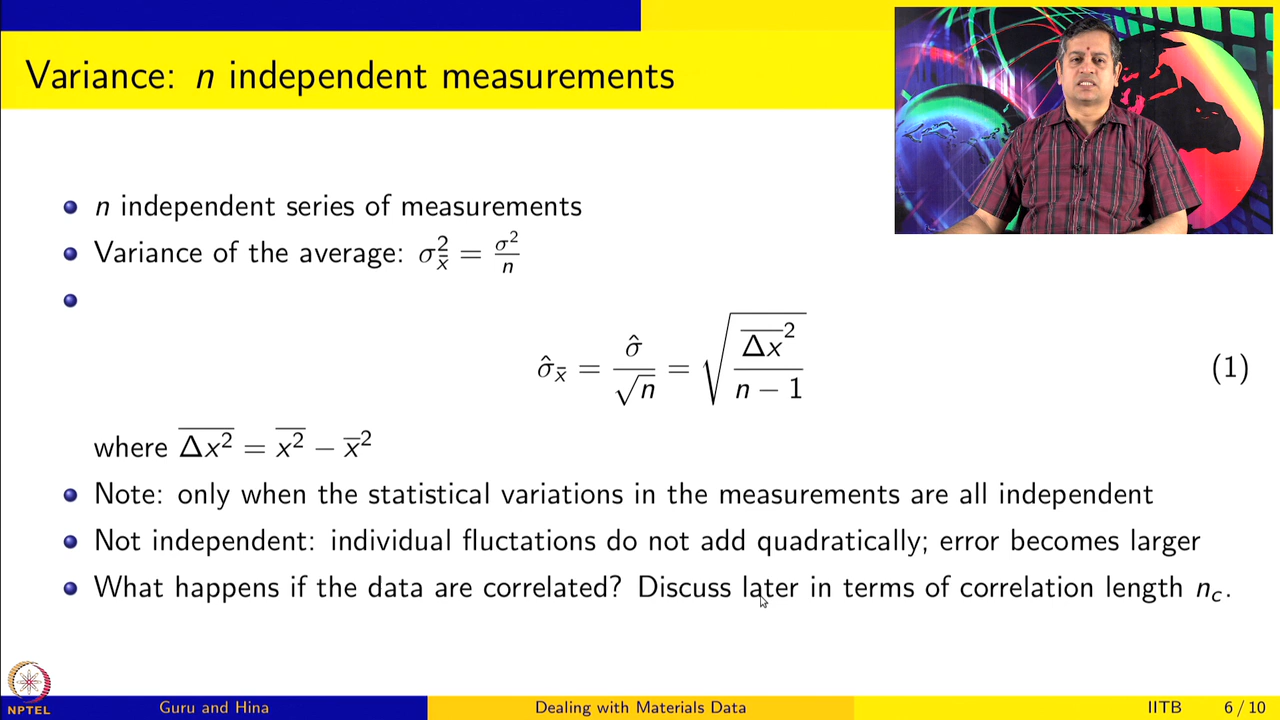 Variance: n independent measurements
n independent series of measurements
Variance of the average: σ_x̄² = σ²/n
σ̂_x̄ = σ̂/√n = √(\overline{Δx}²/(n − 1)) (1)
where \overline{Δx²} = \overline{x²} − x̄²
Note: only when the statistical variations in the measurements are all independent
Not independent: individual fluctations do not add quadratically; error becomes larger
What happens if the data are correlated? Discuss later in terms of correlation length n_c.
NPTEL
Guru and Hina
Dealing with Materials Data
IITB
6 / 10